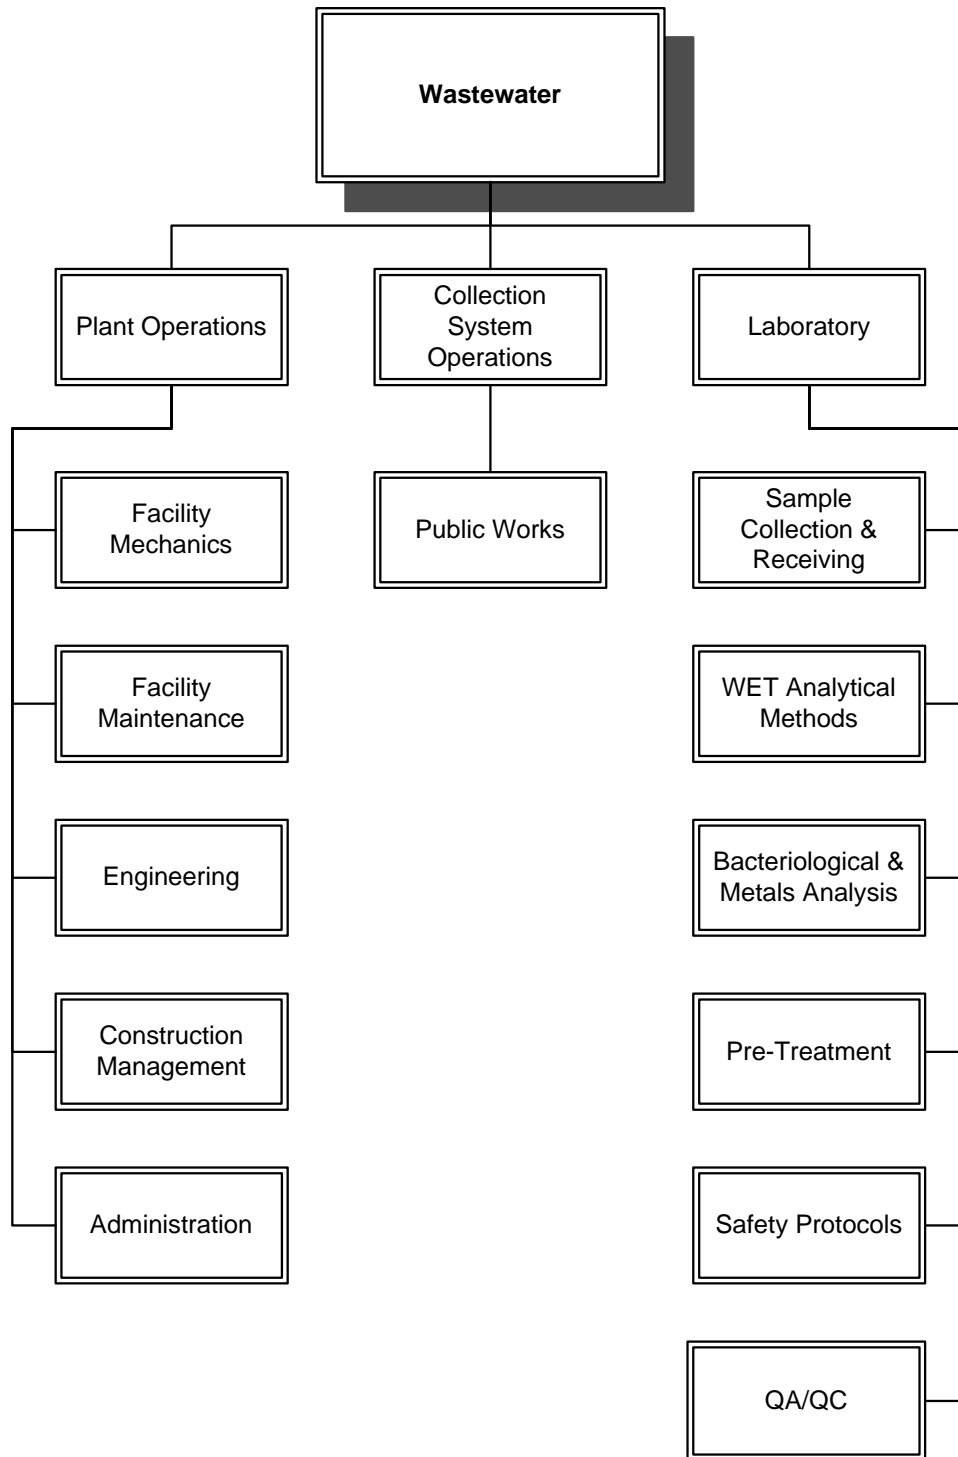 Wastewater
Plant Operations
Collection
System
Operations
Laboratory
Facility
Mechanics
Public Works
Sample
Collection &
Receiving
Facility
Maintenance
WET Analytical
Methods
Engineering
Bacteriological &
Metals Analysis
Construction
Management
Pre-Treatment
Administration
Safety Protocols
QA/QC